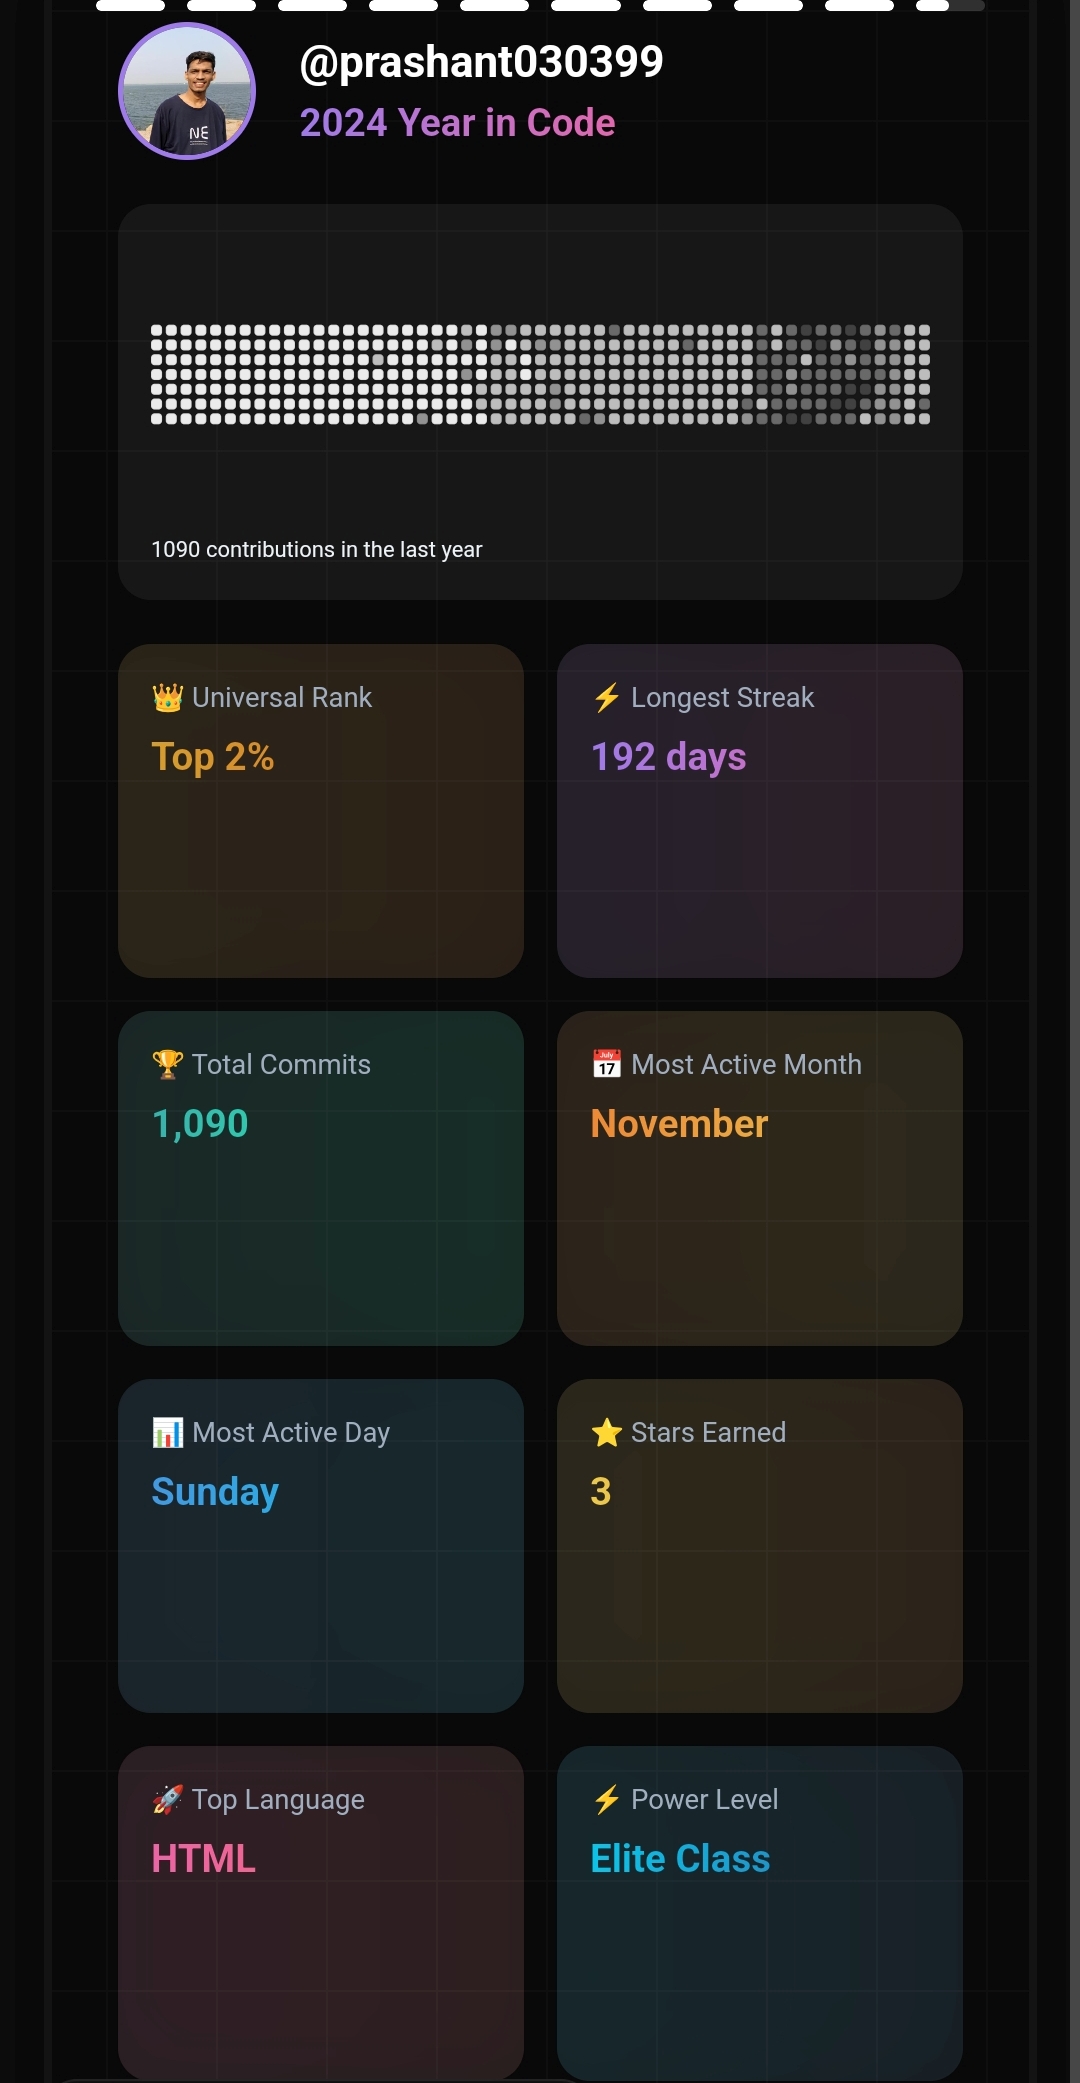 @prashant030399
2024 Year in Code
NE
1090 contributions in the last year
👑 Universal Rank
Top 2%
⚡ Longest Streak
192 days
🏆 Total Commits
1,090
📅 Most Active Month
November
📊 Most Active Day
Sunday
⭐ Stars Earned
3
🚀 Top Language
HTML
⚡ Power Level
Elite Class